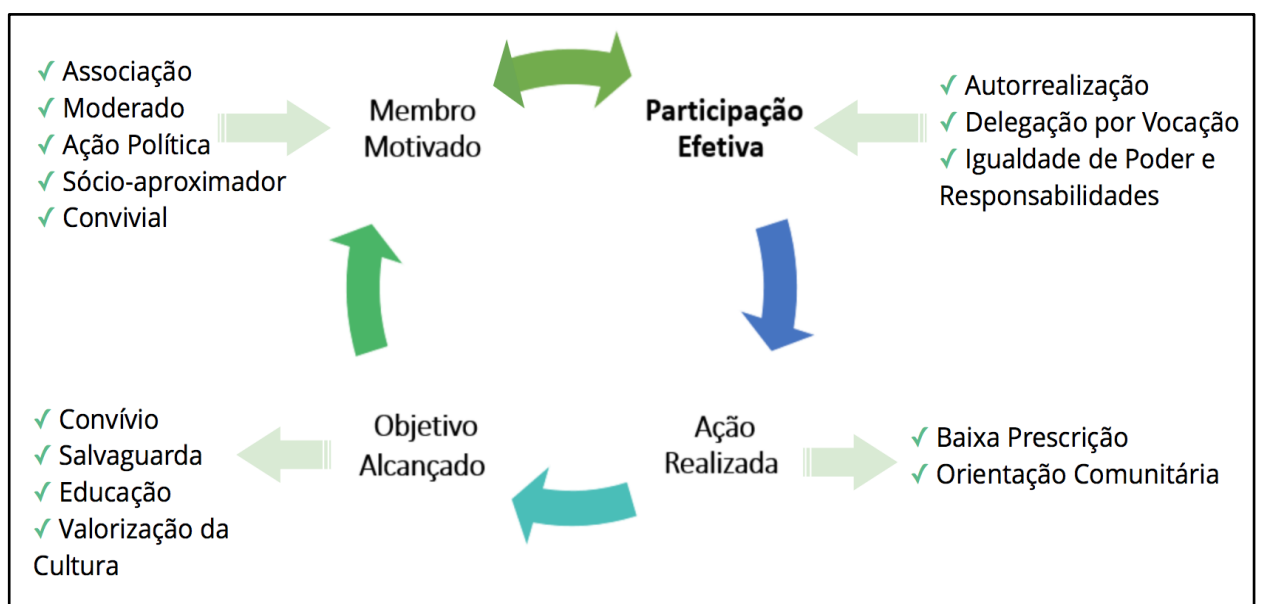 ✓ Associação
✓ Moderado
✓ Ação Política
✓ Sócio-aproximador
✓ Convivial
Membro
Motivado
Participação
Efetiva
✓ Autorrealização
✓ Delegação por Vocação
✓ Igualdade de Poder e
Responsabilidades
✓ Convívio
✓ Salvaguarda
✓ Educação
✓ Valorização da
Cultura
Objetivo
Alcançado
Ação
Realizada
✓ Baixa Prescrição
✓ Orientação Comunitária